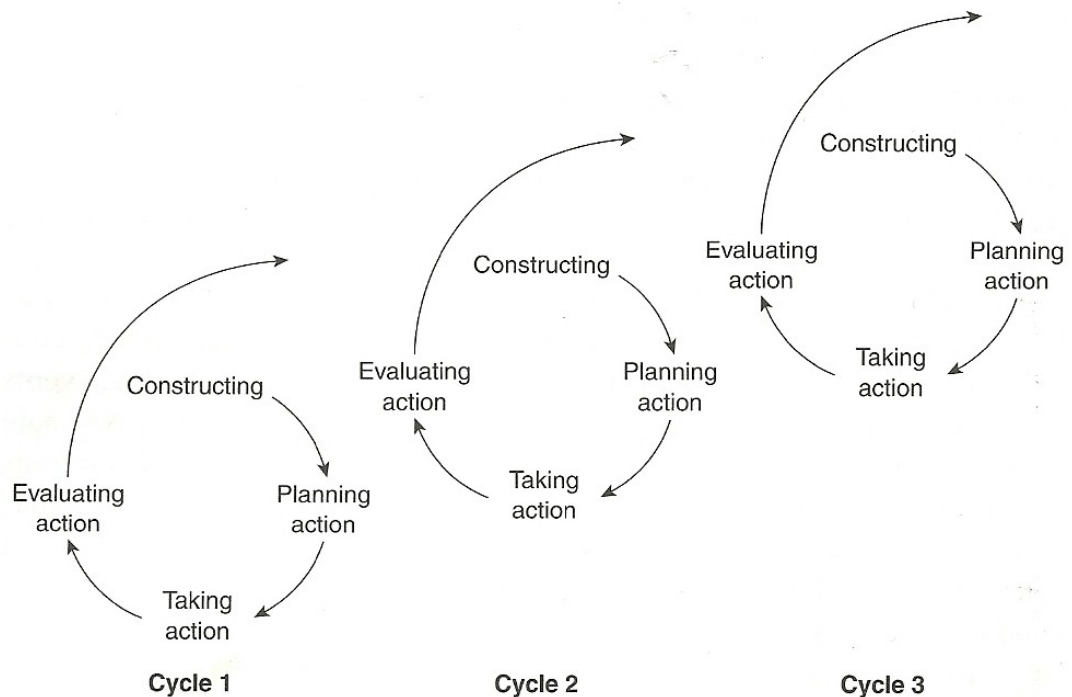 Constructing
Planning
action
Taking
action
Evaluating
action
Cycle 1
Constructing
Planning
action
Taking
action
Evaluating
action
Cycle 2
Constructing
Planning
action
Taking
action
Evaluating
action
Cycle 3